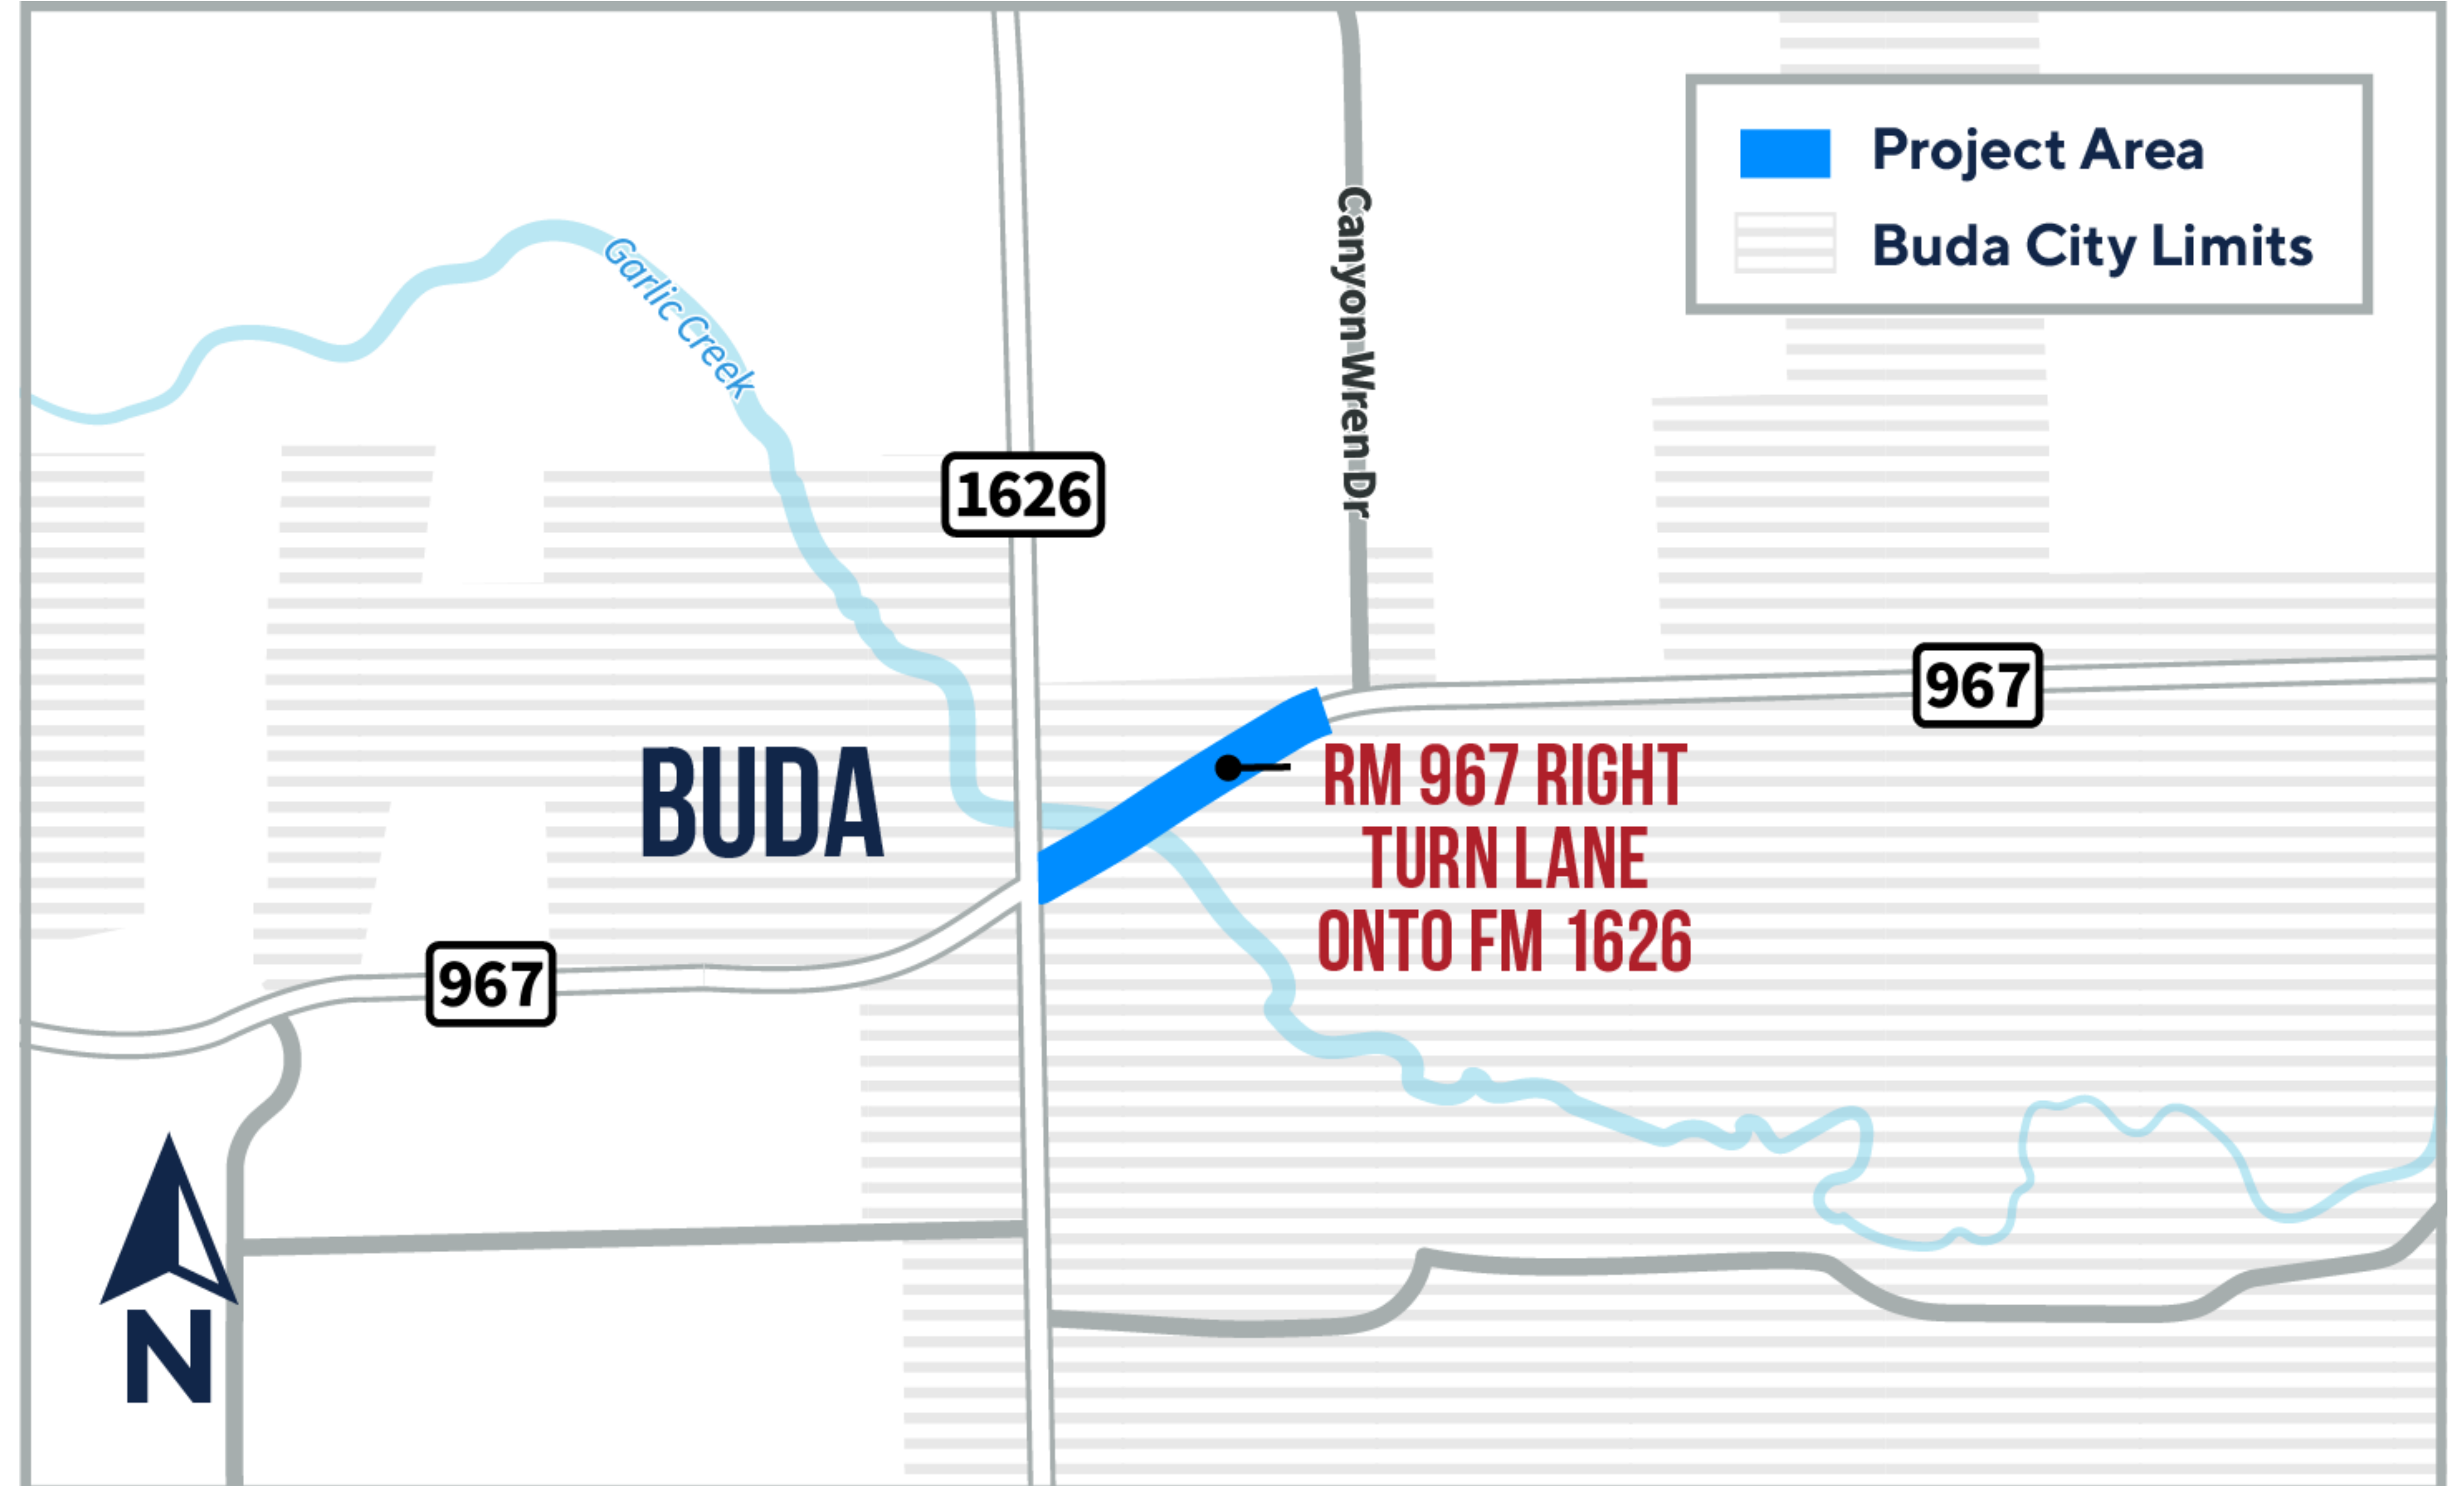 Project Area
Buda City Limits
Garlic Creek
Canyon Wren Dr
1626
967
BUDA
RM 967 RIGHT
TURN LANE
ONTO FM 1626
967
N